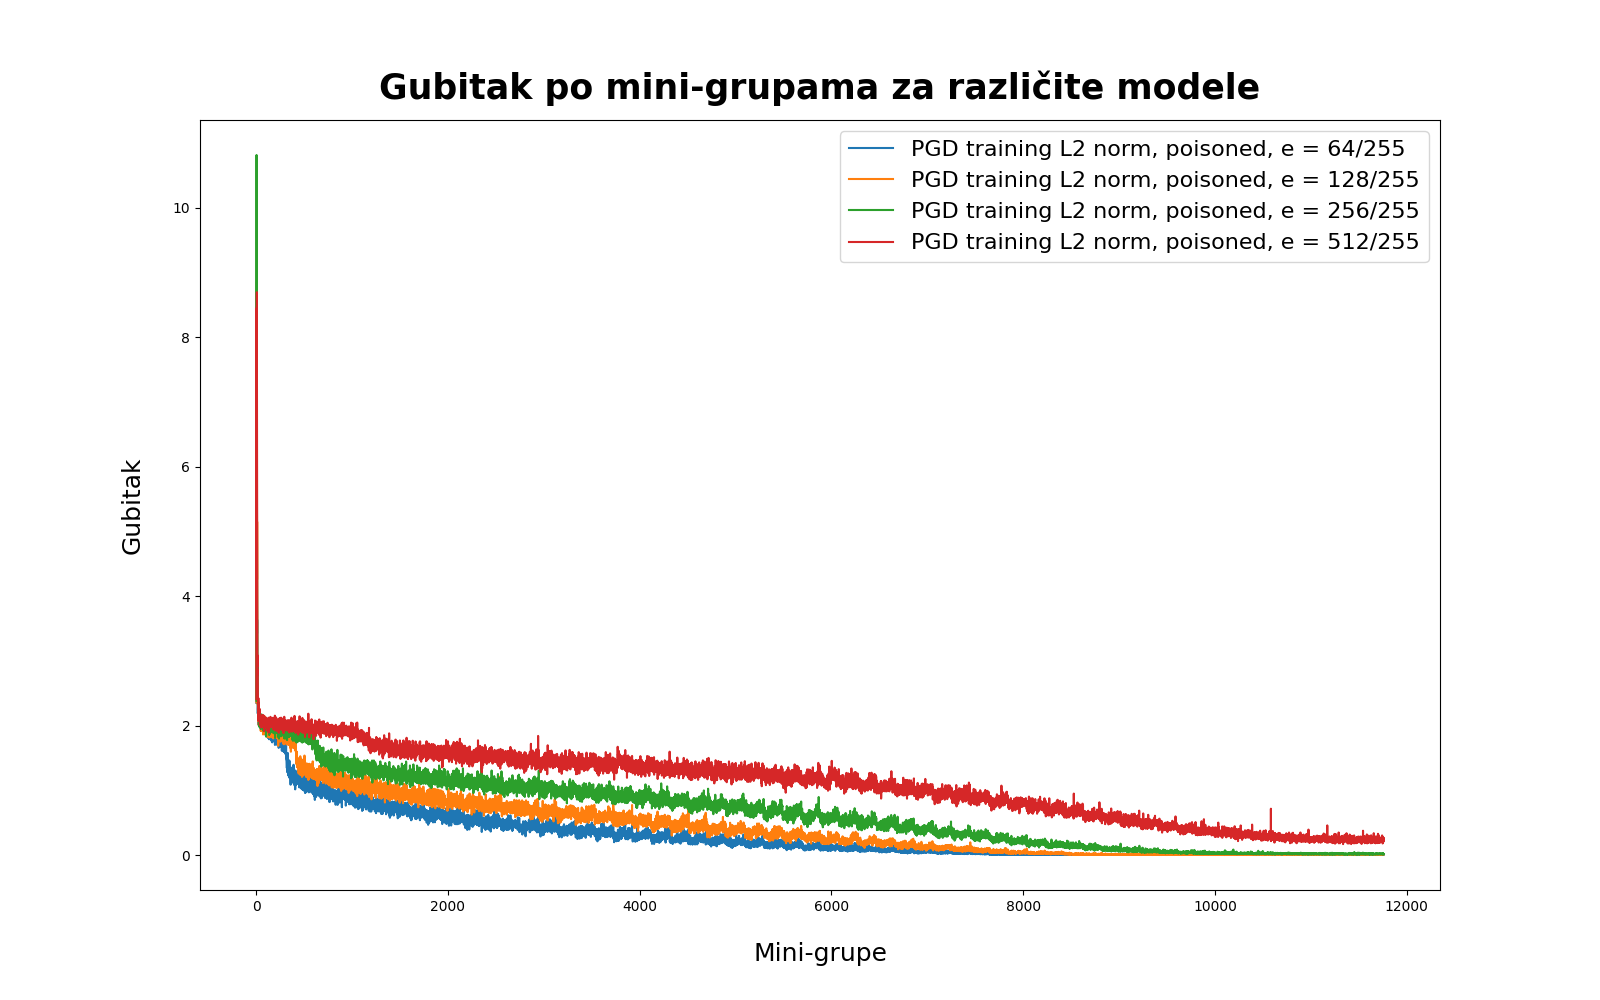 Gubitak po mini-grupama za različite modele
PGD training L2 norm, poisoned, e = 64/255
PGD training L2 norm, poisoned, e = 128/255
PGD training L2 norm, poisoned, e = 256/255
PGD training L2 norm, poisoned, e = 512/255
10
8
6
4
2
0
Gubitak
0 2000 4000 6000 8000 10000 12000
Mini-grupe